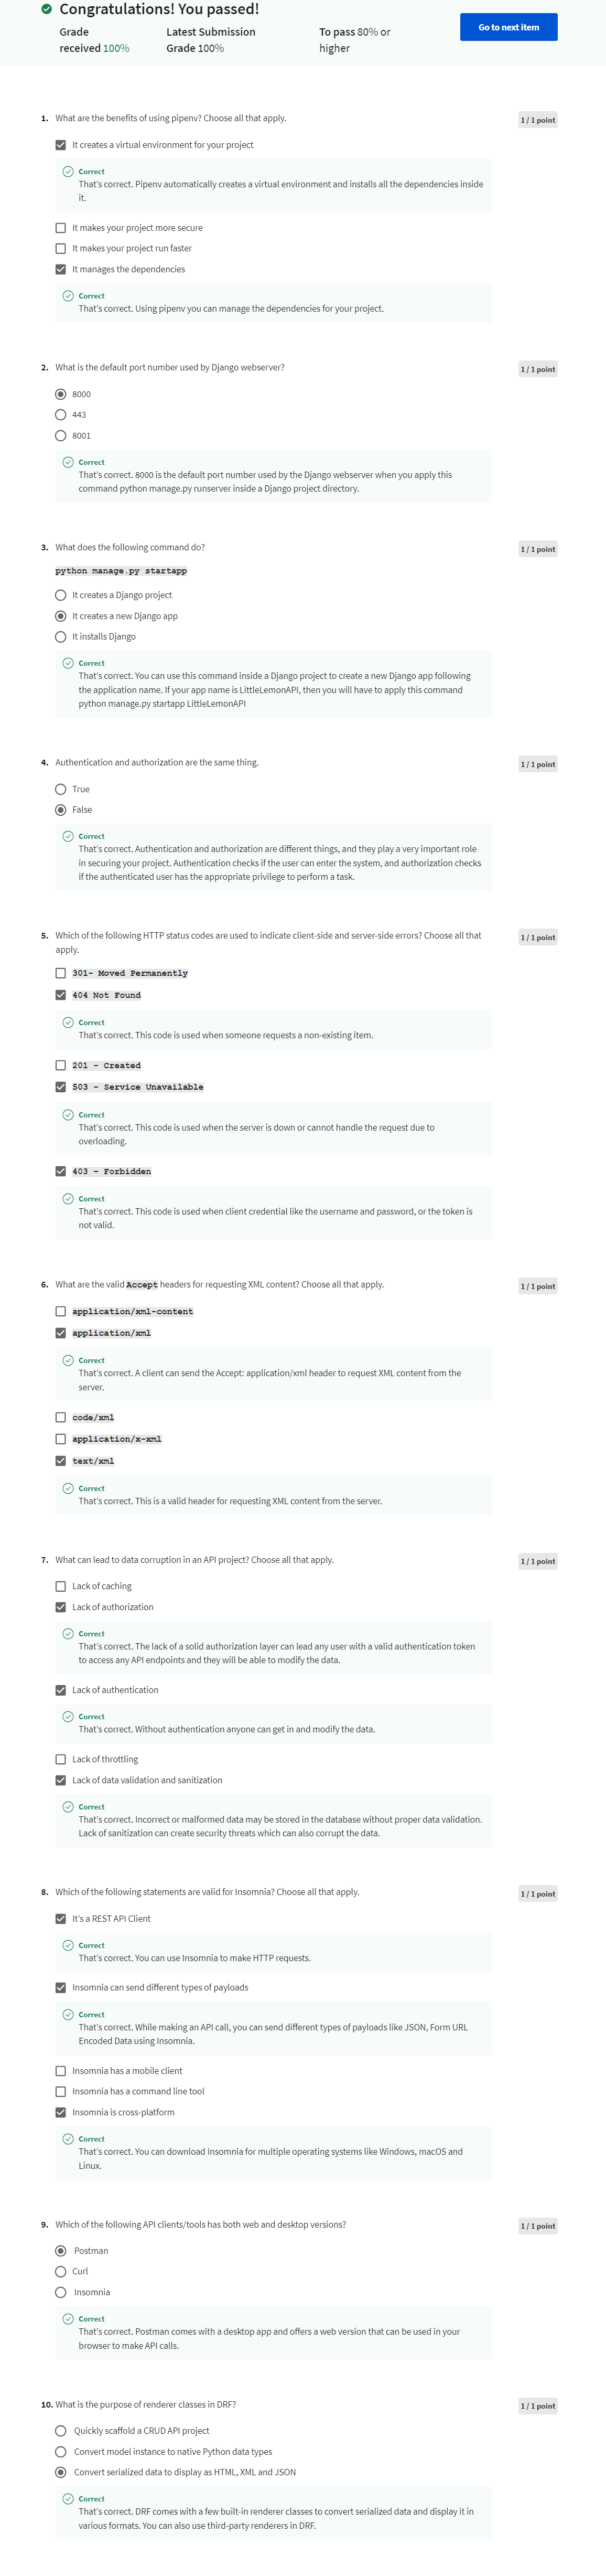 Congratulations! You passed!
Grade received 100%
Latest Submission Grade 100%
To pass 80% or higher
Go to next item
1. What are the benefits of using pipenv? Choose all that apply.
1 / 1 point
It creates a virtual environment for your project
Correct
That's correct. Pipenv automatically creates a virtual environment and installs all the dependencies inside
it.
It makes your project more secure
It makes your project run faster
It manages the dependencies
Correct
That's correct. Using pipenv you can manage the dependencies for your project.
2. What is the default port number used by Django webserver?
1 / 1 point
8000
443
8001
Correct
That's correct. 8000 is the default port number used by the Django webserver when you apply this
command python manage.py runserver inside a Django project directory.
3. What does the following command do?
1 / 1 point
python manage.py startapp
It creates a Django project
It creates a new Django app
It installs Django
Correct
That's correct. You can use this command inside a Django project to create a new Django app following
the application name. If your app name is LittleLemonAPI, then you will have to apply this command
python manage.py startapp LittleLemonAPI
4. Authentication and authorization are the same thing.
1 / 1 point
True
False
Correct
That's correct. Authentication and authorization are different things, and they play a very important role
in securing your project. Authentication checks if the user can enter the system, and authorization checks
if the authenticated user has the appropriate privilege to perform a task.
5. Which of the following HTTP status codes are used to indicate client-side and server-side errors? Choose all that
apply.
1 / 1 point
301- Moved Permanently
404 Not Found
Correct
That's correct. This code is used when someone requests a non-existing item.
201 - Created
503 - Service Unavailable
Correct
That's correct. This code is used when the server is down or cannot handle the request due to
overloading.
403 – Forbidden
Correct
That's correct. This code is used when client credential like the username and password, or the token is
not valid.
6. What are the valid Accept headers for requesting XML content? Choose all that apply.
1 / 1 point
application/xml-content
application/xml
Correct
That's correct. A client can send the Accept: application/xml header to request XML content from the
server.
code/xml
application/x-xml
text/xml
Correct
That's correct. This is a valid header for requesting XML content from the server.
7. What can lead to data corruption in an API project? Choose all that apply.
1 / 1 point
Lack of caching
Lack of authorization
Correct
That's correct. The lack of a solid authorization layer can lead any user with a valid authentication token
to access any API endpoints and they will be able to modify the data.
Lack of authentication
Correct
That's correct. Without authentication anyone can get in and modify the data.
Lack of throttling
Lack of data validation and sanitization
Correct
That's correct. Incorrect or malformed data may be stored in the database without proper data validation.
Lack of sanitization can create security threats which can also corrupt the data.
8. Which of the following statements are valid for Insomnia? Choose all that apply.
1 / 1 point
It's a REST API Client
Correct
That's correct. You can use Insomnia to make HTTP requests.
Insomnia can send different types of payloads
Correct
That's correct. While making an API call, you can send different types of payloads like JSON, Form URL
Encoded Data using Insomnia.
Insomnia has a mobile client
Insomnia has a command line tool
Insomnia is cross-platform
Correct
That's correct. You can download Insomnia for multiple operating systems like Windows, macOS and
Linux.
9. Which of the following API clients/tools has both web and desktop versions?
1 / 1 point
Postman
Curl
Insomnia
Correct
That's correct. Postman comes with a desktop app and offers a web version that can be used in your
browser to make API calls.
10. What is the purpose of renderer classes in DRF?
1 / 1 point
Quickly scaffold a CRUD API project
Convert model instance to native Python data types
Convert serialized data to display as HTML, XML and JSON
Correct
That's correct. DRF comes with a few built-in renderer classes to convert serialized data and display it in
various formats. You can also use third-party renderers in DRF.